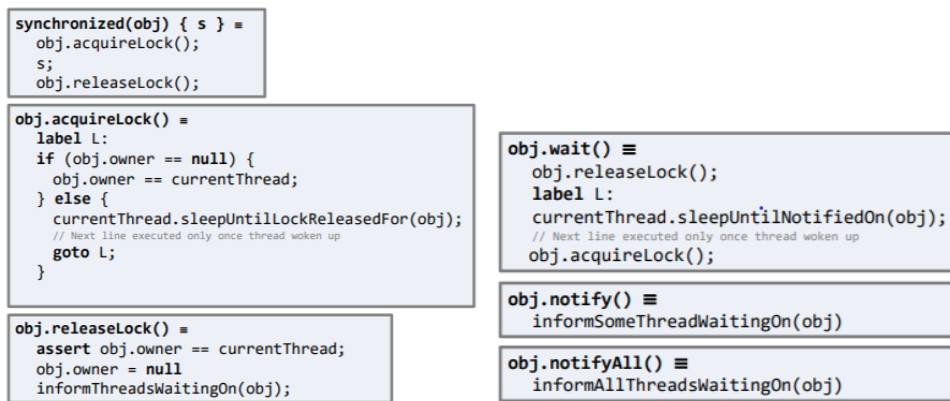 synchronized(obj) { s } ≡
obj.acquireLock();
s;
obj.releaseLock();
obj.acquireLock() ≡
label L:
if (obj.owner == null) {
obj.owner == currentThread;
} else {
currentThread.sleepUntilLockReleasedFor(obj);
// Next line executed only once thread woken up
goto L;
}
obj.releaseLock() ≡
assert obj.owner == currentThread;
obj.owner = null
informThreadsWaitingOn(obj);
obj.wait() ≡
obj.releaseLock();
label L:
currentThread.sleepUntilNotifiedOn(obj);
// Next line executed only once thread woken up
obj.acquireLock();
obj.notify() ≡
informSomeThreadWaitingOn(obj)
obj.notifyAll() ≡
informAllThreadsWaitingOn(obj)